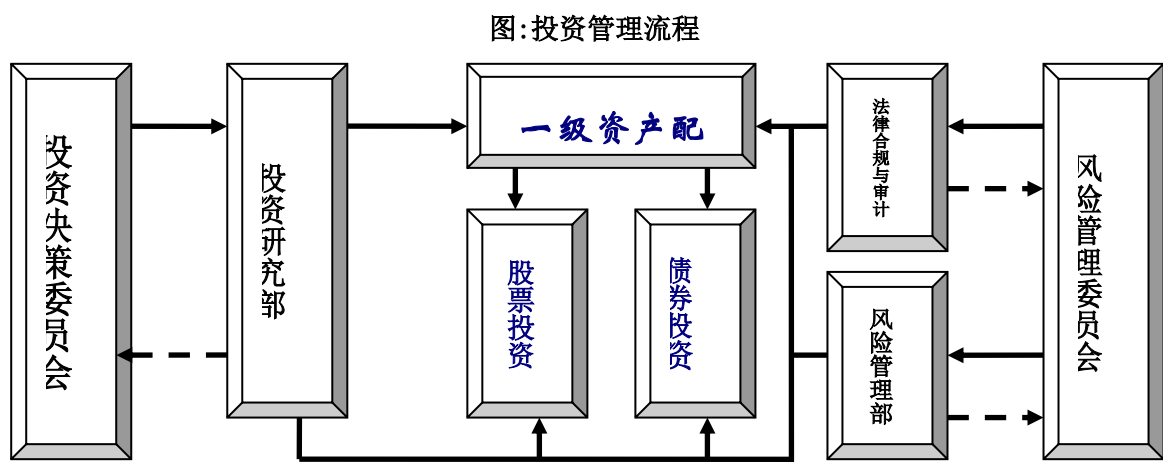 图:投资管理流程
投资决策委员会
投资研究部
一级资产配
股票投资
债券投资
法律合规与审计
风险管理部
风险管理委员会